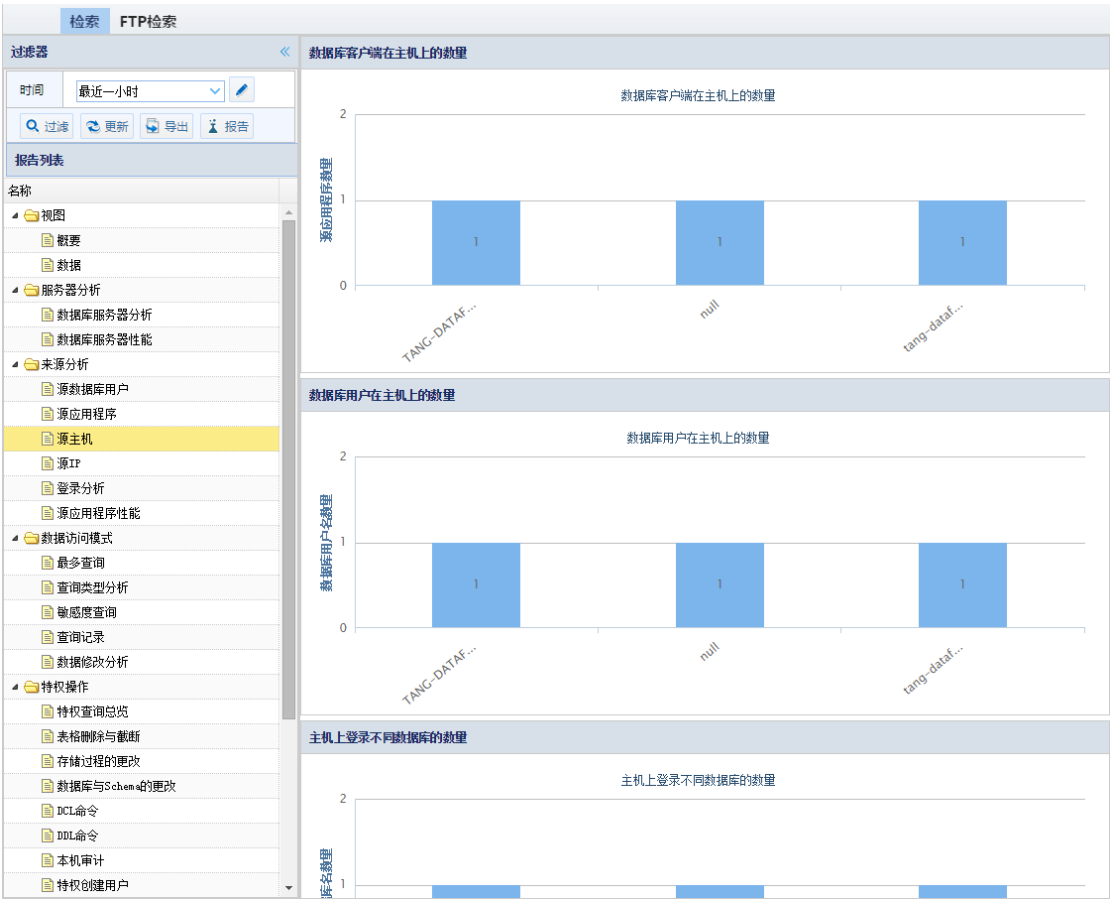 检索 FTP检索
过滤器
时间 最近一小时
过滤 更新 导出 报告
报告列表
名称
视图
概要
数据
服务器分析
数据库服务器分析
数据库服务器性能
来源分析
源数据库用户
源应用程序
源主机
源IP
登录分析
源应用程序性能
数据访问模式
最多查询
查询类型分析
敏感度查询
查询记录
数据修改分析
特权操作
特权查询总览
表格删除与截断
存储过程的更改
数据库与Schema的更改
DCL命令
DDL命令
本机审计
特权创建用户
数据库客户端在主机上的数量
数据库客户端在主机上的数量
源应用程序数量
2
1
0
1 1 1
TANG-DATAF... null tang-dataf...
数据库用户在主机上的数量
数据库用户在主机上的数量
数据库用户名数量
2
1
0
1 1 1
TANG-DATAF... null tang-dataf...
主机上登录不同数据库的数量
主机上登录不同数据库的数量
库名数量
2
1